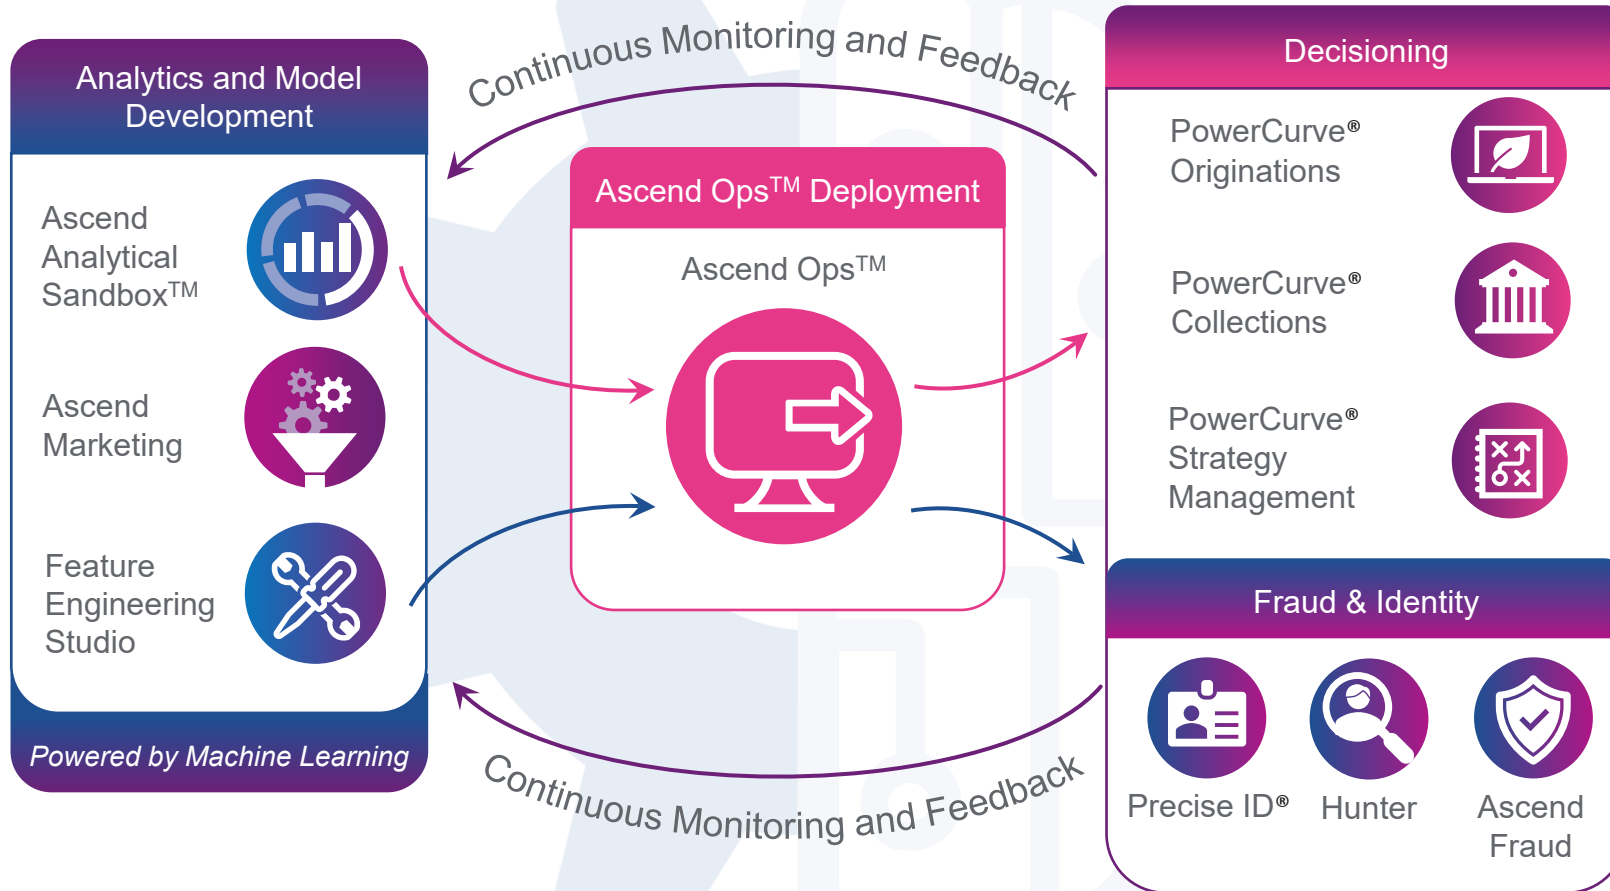 Continuous Monitoring and Feedback
Analytics and Model
Development
Ascend
Analytical
Sandbox™
Ascend
Marketing
Feature
Engineering
Studio
Powered by Machine Learning
Ascend Ops™ Deployment
Ascend Ops™
Decisioning
PowerCurve®
Originations
PowerCurve®
Collections
PowerCurve®
Strategy
Management
Fraud & Identity
Precise ID®
Hunter
Ascend
Fraud
Continuous Monitoring and Feedback